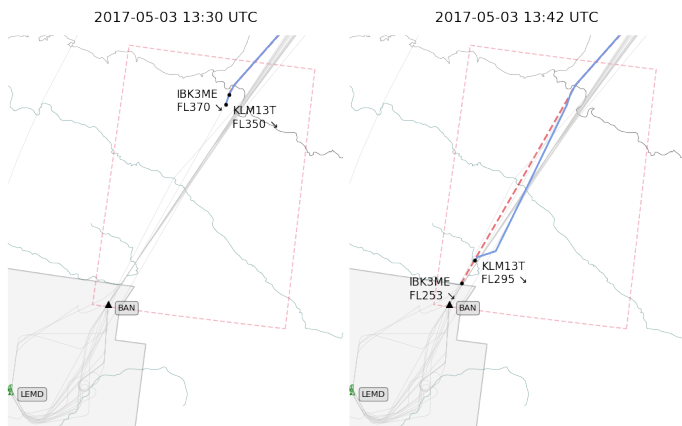 2017-05-03 13:30 UTC
IBK3ME
FL370 ↘
KLM13T
FL350 ↘
BAN
LEMD
2017-05-03 13:42 UTC
KLM13T
FL295 ↘
IBK3ME
FL253 ↘
BAN
LEMD